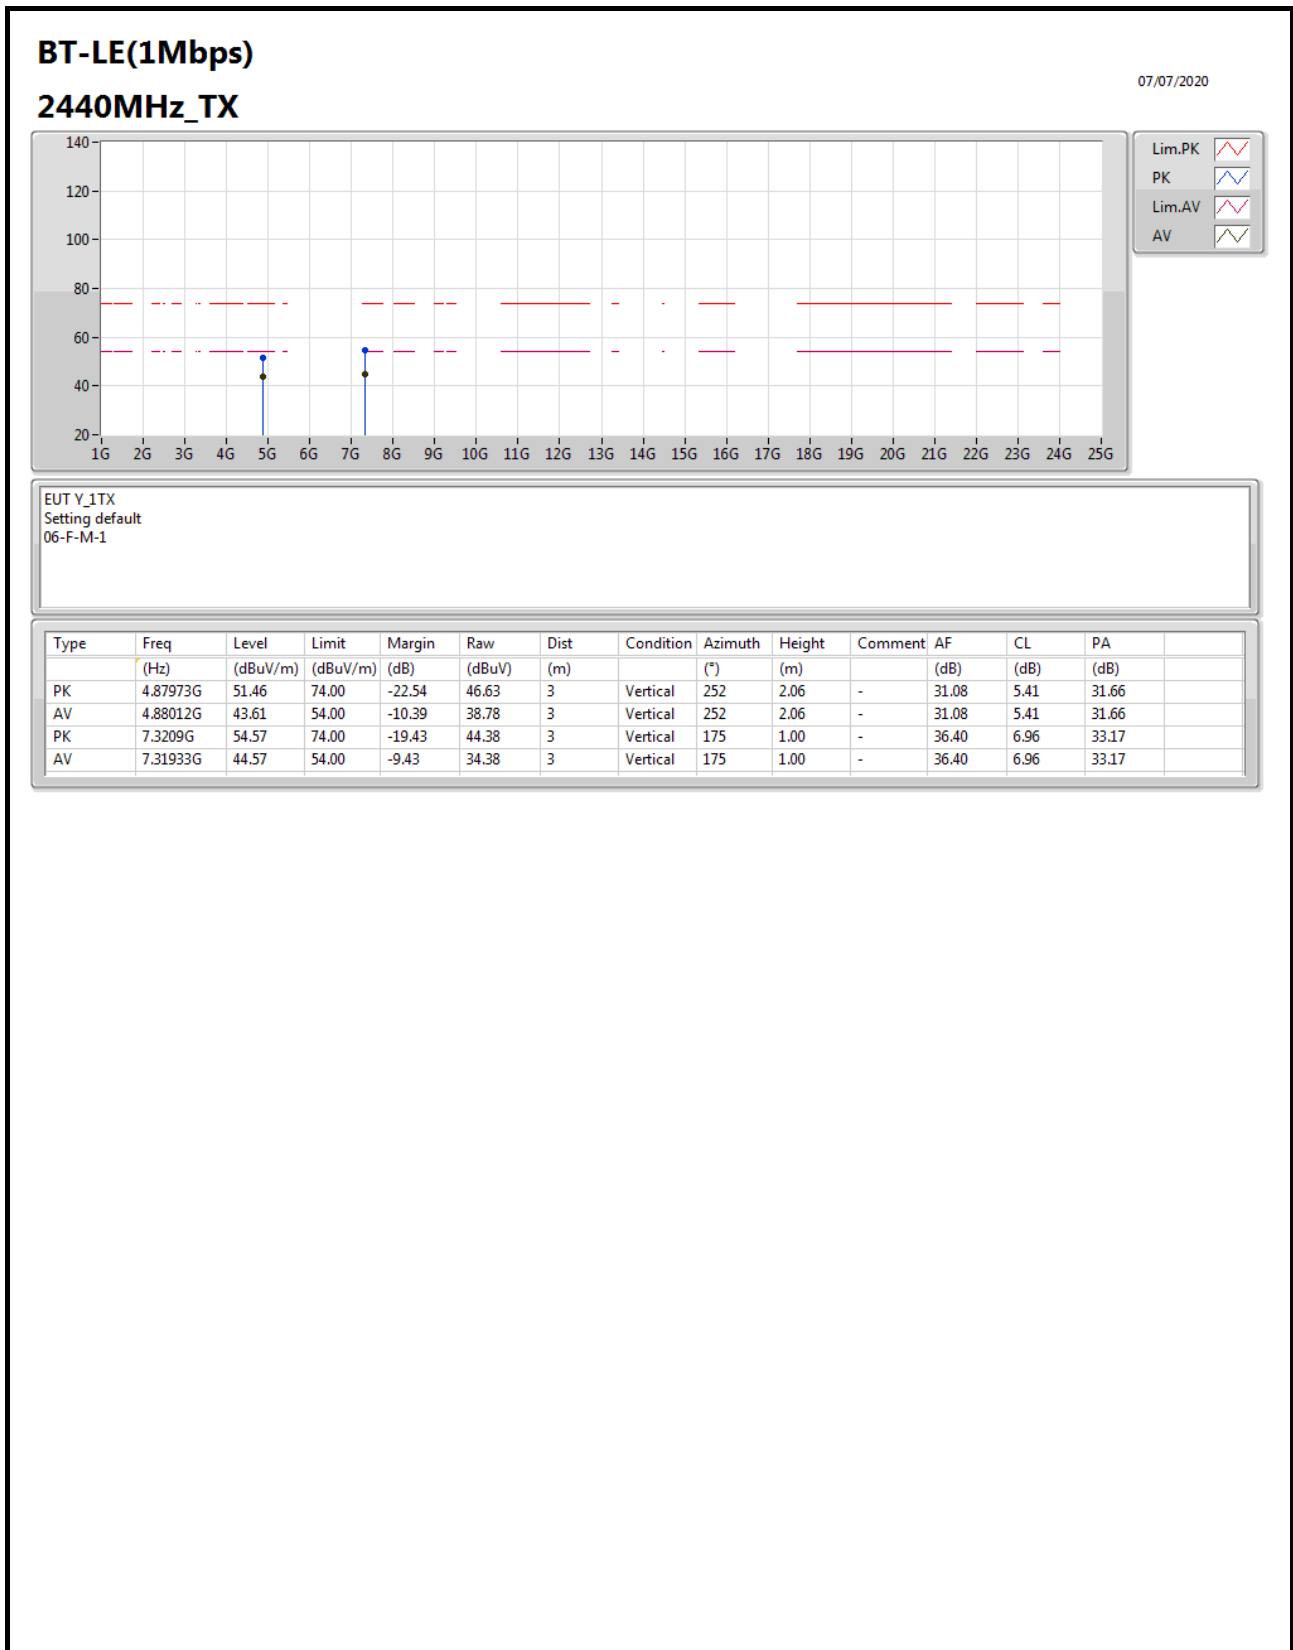 BT-LE(1Mbps)
07/07/2020
2440MHz_TX
140
120
100
80
60
40
20
1G 2G 3G 4G 5G 6G 7G 8G 9G 10G 11G 12G 13G 14G 15G 16G 17G 18G 19G 20G 21G 22G 23G 24G 25G
Lim.PK
PK
Lim.AV
AV
EUT Y_1TX
Setting default
06-F-M-1
Type Freq Level Limit Margin Raw Dist Condition Azimuth Height Comment AF CL PA
(Hz) (dBuV/m) (dBuV/m) (dB) (dBuV) (m) (°) (m) (dB) (dB) (dB)
PK 4.87973G 51.46 74.00 -22.54 46.63 3 Vertical 252 2.06 - 31.08 5.41 31.66
AV 4.88012G 43.61 54.00 -10.39 38.78 3 Vertical 252 2.06 - 31.08 5.41 31.66
PK 7.3209G 54.57 74.00 -19.43 44.38 3 Vertical 175 1.00 - 36.40 6.96 33.17
AV 7.31933G 44.57 54.00 -9.43 34.38 3 Vertical 175 1.00 - 36.40 6.96 33.17